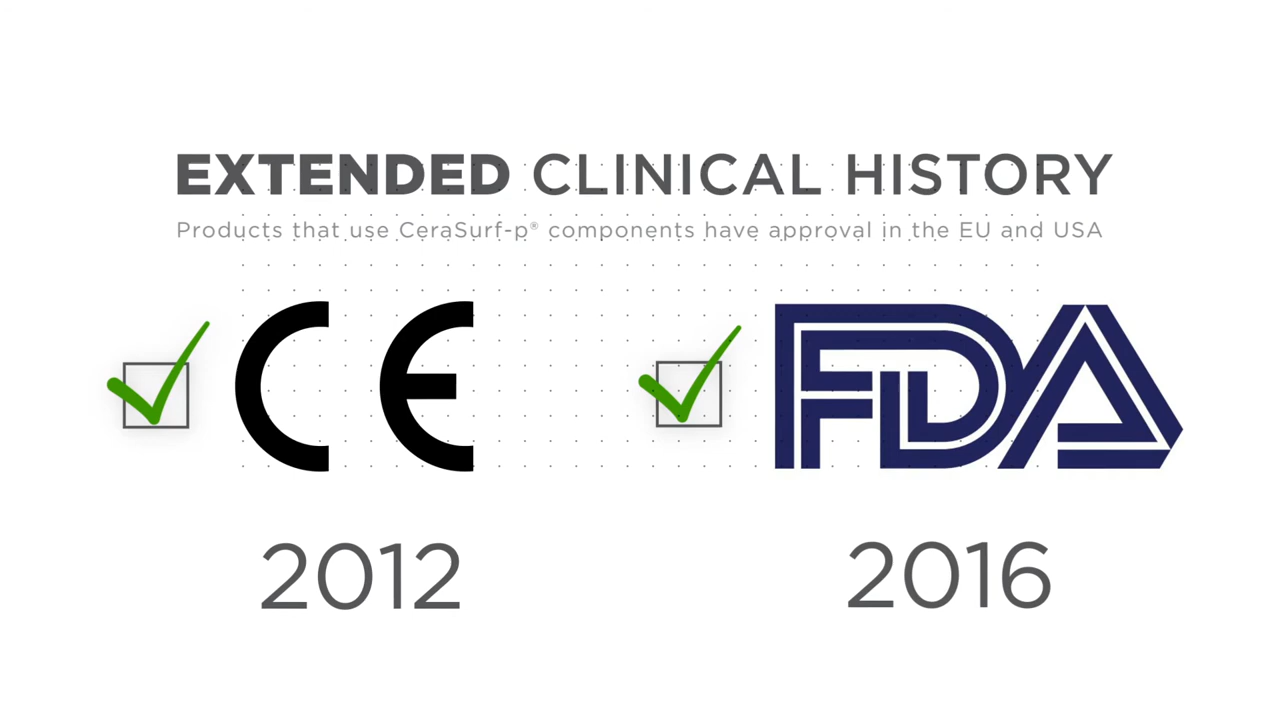 EXTENDED CLINICAL HISTORY
Products that use CeraSurf-p® components have approval in the EU and USA
CE
FDA
2012
2016